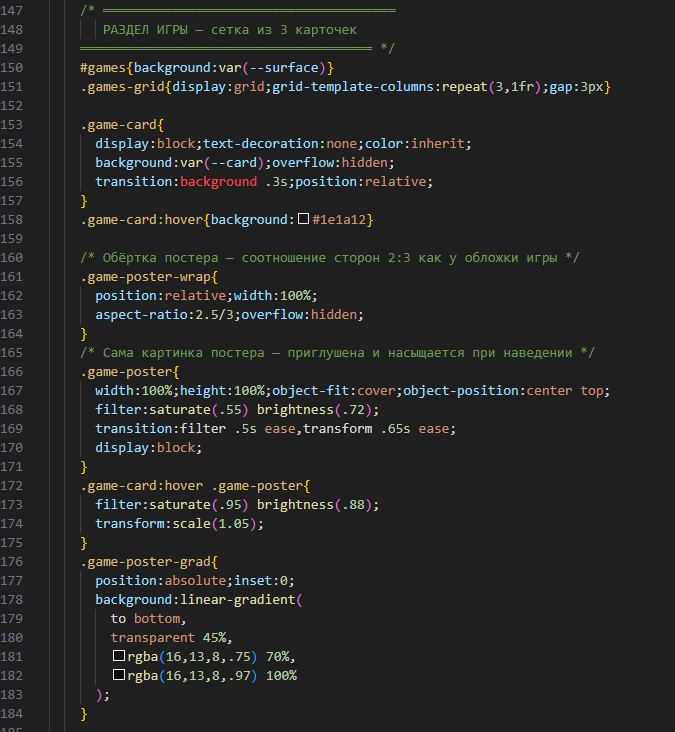 147 /* ══════════════════════════════════════
148 РАЗДЕЛ ИГРЫ — сетка из 3 карточек
149 ══════════════════════════════════════ */
150 #games{background:var(--surface)}
151 .games-grid{display:grid;grid-template-columns:repeat(3,1fr);gap:3px}
152
153 .game-card{
154 display:block;text-decoration:none;color:inherit;
155 background:var(--card);overflow:hidden;
156 transition:background .3s;position:relative;
157 }
158 .game-card:hover{background:#1e1a12}
159
160 /* Обёртка постера — соотношение сторон 2:3 как у обложки игры */
161 .game-poster-wrap{
162 position:relative;width:100%;
163 aspect-ratio:2.5/3;overflow:hidden;
164 }
165 /* Сама картинка постера — приглушена и насыщается при наведении */
166 .game-poster{
167 width:100%;height:100%;object-fit:cover;object-position:center top;
168 filter:saturate(.55) brightness(.72);
169 transition:filter .5s ease,transform .65s ease;
170 display:block;
171 }
172 .game-card:hover .game-poster{
173 filter:saturate(.95) brightness(.88);
174 transform:scale(1.05);
175 }
176 .game-poster-grad{
177 position:absolute;inset:0;
178 background:linear-gradient(
179 to bottom,
180 transparent 45%,
181 rgba(16,13,8,.75) 70%,
182 rgba(16,13,8,.97) 100%
183 );
184 }